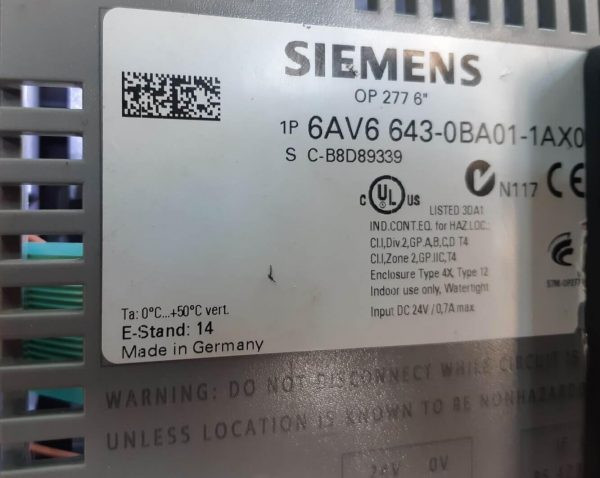 SIEMENS
OP 277 6"
1P 6AV6 643-0BA01-1AX0
S C-B8D89339
C UL US
N117 CE
LISTED 3DA1
IND.CONT.EQ. for HAZ.LOC.:
Cl.I,Div.2,GP.A,B,C,D T4
Cl.I,Zone 2,GP.IIC,T4
Enclosure Type 4X, Type 12
Indoor use only, Watertight
Input DC 24V / 0,7A max.
Ta: 0°C...+50°C vert.
E-Stand: 14
Made in Germany
WARNING: DO NOT DISCONNECT WHILE CIRCUIT IS
UNLESS LOCATION IS KNOWN TO BE NONHAZARD
24V 0V